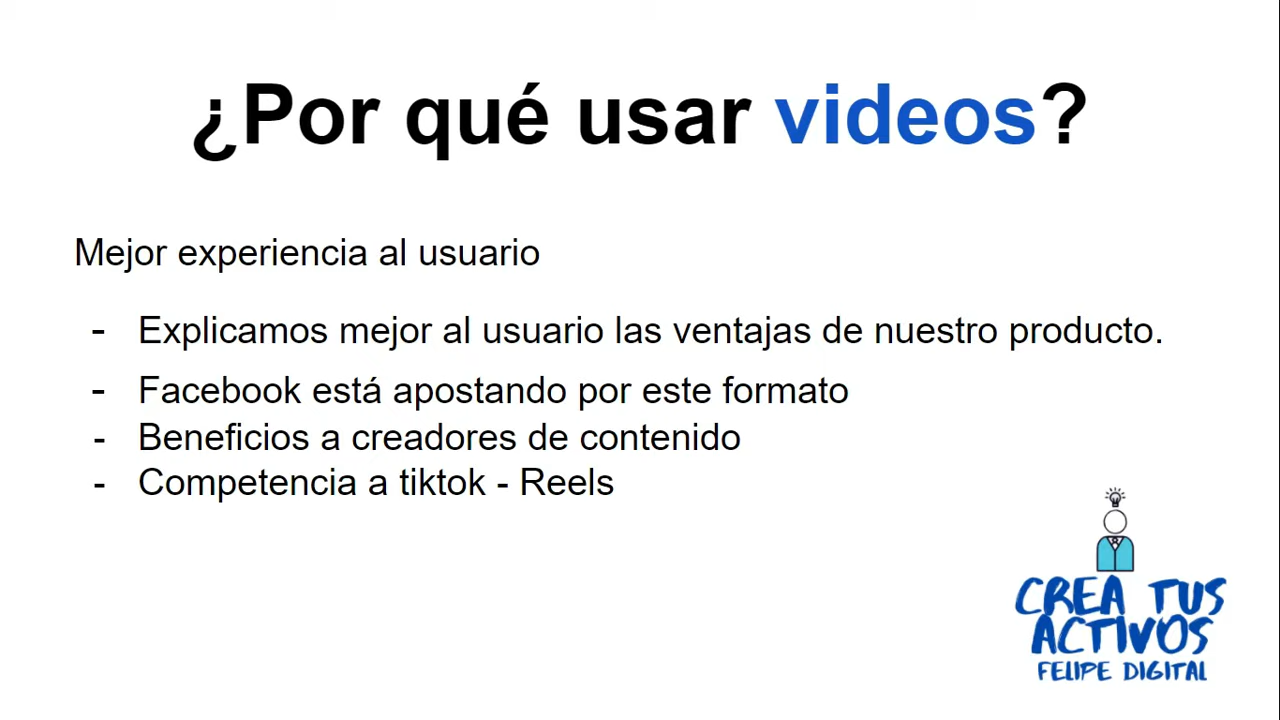 ¿Por qué usar videos?
Mejor experiencia al usuario
- Explicamos mejor al usuario las ventajas de nuestro producto.
- Facebook está apostando por este formato
- Beneficios a creadores de contenido
- Competencia a tiktok - Reels
CREA TUS
ACTIVOS
FELIPE DIGITAL